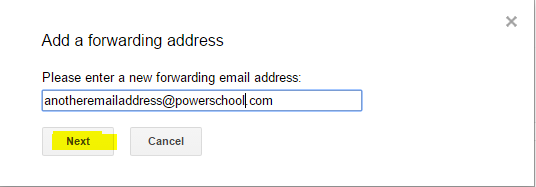 Add a forwarding address
Please enter a new forwarding email address:
anotheremailaddress@powerschool.com
Next Cancel